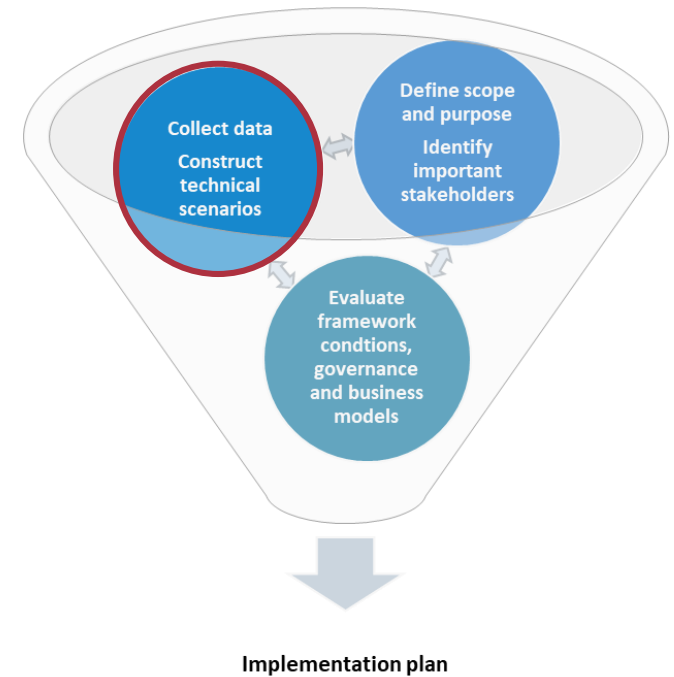 Collect data
Construct
technical
scenarios
Define scope
and purpose
Identify
important
stakeholders
Evaluate
framework
condtions,
governance
and business
models
Implementation plan